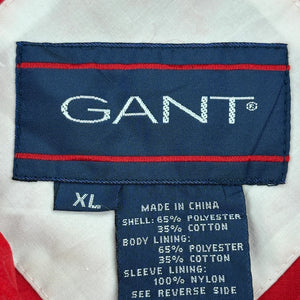 GANT®
XL
MADE IN CHINA
SHELL: 65% POLYESTER
35% COTTON
BODY LINING:
65% POLYESTER
35% COTTON
SLEEVE LINING:
100% NYLON
SEE REVERSE SIDE